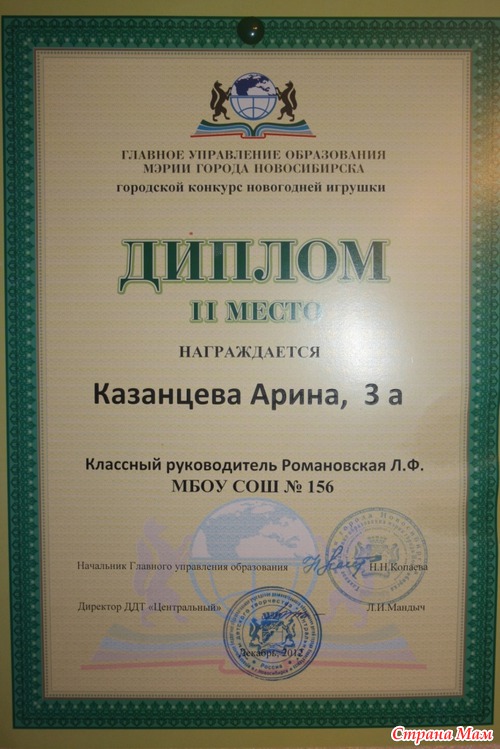 ГЛАВНОЕ УПРАВЛЕНИЕ ОБРАЗОВАНИЯ
МЭРИИ ГОРОДА НОВОСИБИРСКА
городской конкурс новогодней игрушки
ДИПЛОМ
II МЕСТО
НАГРАЖДАЕТСЯ
Казанцева Арина, 3 а
Классный руководитель Романовская Л.Ф.
МБОУ СОШ № 156
Начальник Главного управления образования Н.Н.Копаева
Директор ДДТ «Центральный» Л.И.Мандыч
Декабрь, 2012
Россия
Страна Мам